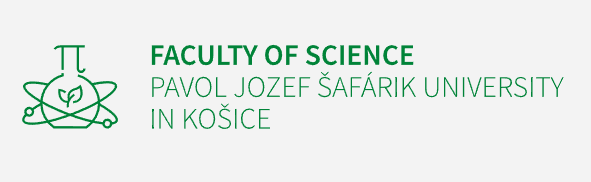 FACULTY OF SCIENCE
PAVOL JOZEF ŠAFÁRIK UNIVERSITY
IN KOŠICE